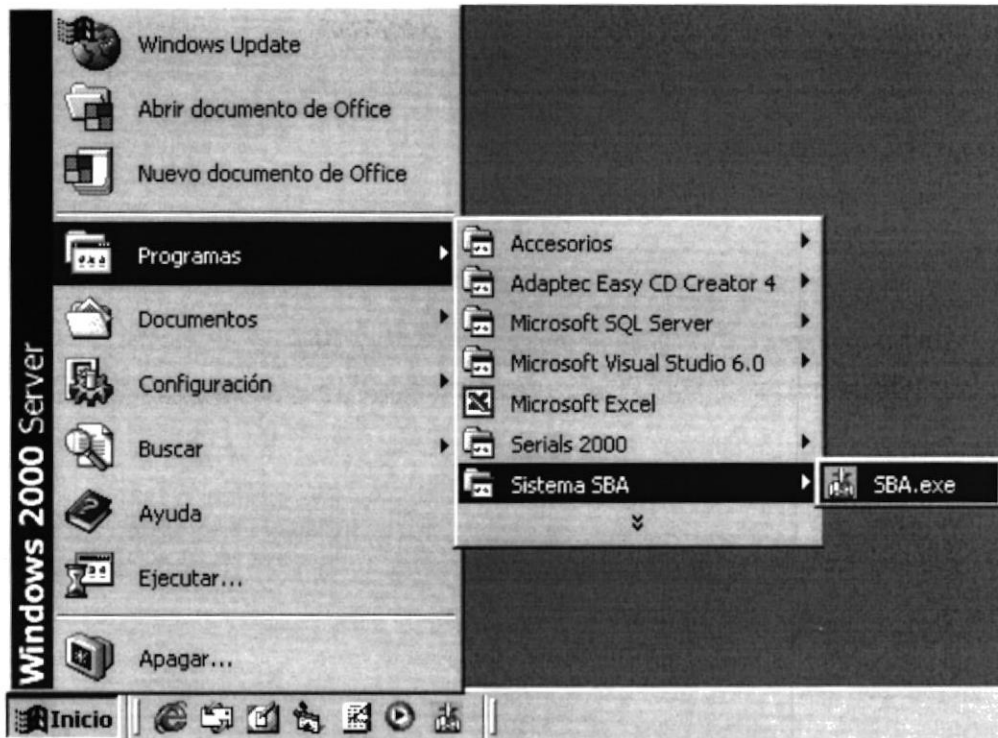 Windows 2000 Server
Windows Update
Abrir documento de Office
Nuevo documento de Office
Programas
Documentos
Configuración
Buscar
Ayuda
Ejecutar...
Apagar...
Accesorios
Adaptec Easy CD Creator 4
Microsoft SQL Server
Microsoft Visual Studio 6.0
Microsoft Excel
Serials 2000
Sistema SBA
SBA.exe
Inicio